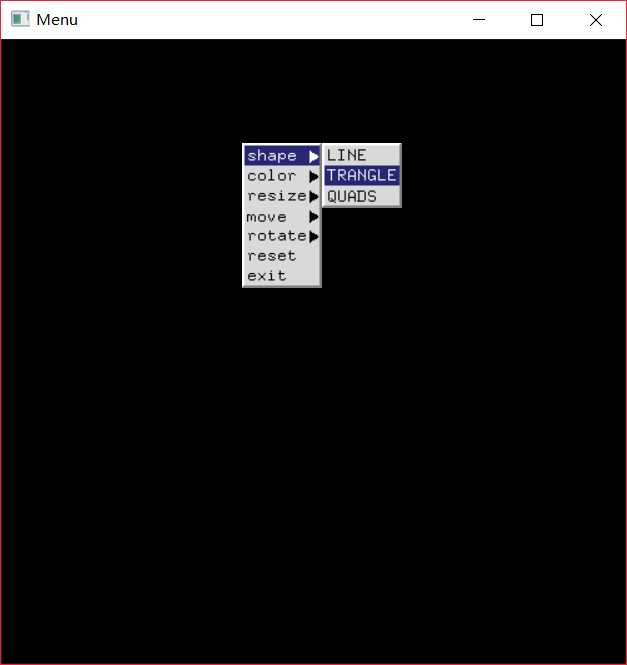 Menu
shape
color
resize
move
rotate
reset
exit
LINE
TRANGLE
QUADS